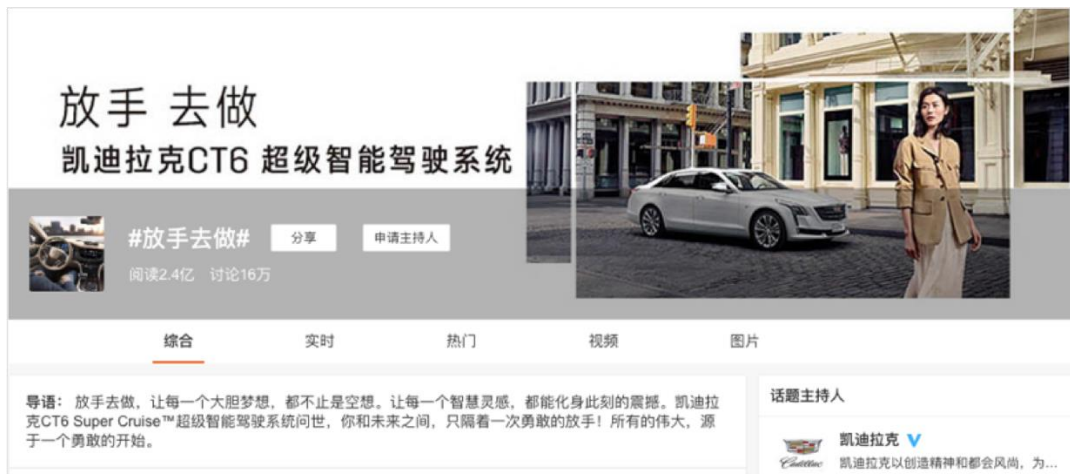 放手 去做
凯迪拉克CT6 超级智能驾驶系统
#放手去做# 分享 申请主持人
阅读2.4亿 讨论16万
综合 实时 热门 视频 图片
导语： 放手去做，让每一个大胆梦想，都不止是空想。让每一个智慧灵感，都能化身此刻的震撼。凯迪拉
克CT6 Super Cruise™超级智能驾驶系统问世，你和未来之间，只隔着一次勇敢的放手！所有的伟大，源
于一个勇敢的开始。
话题主持人
凯迪拉克
Cadillac
凯迪拉克以创造精神和都会风尚，为...